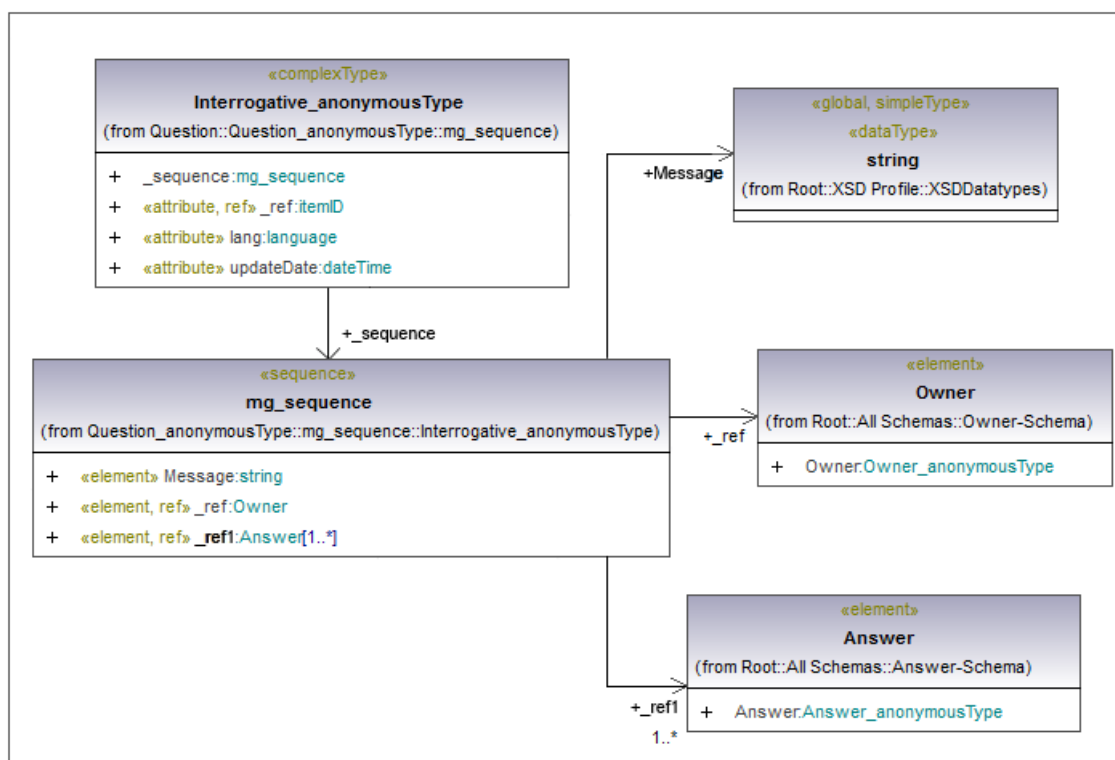 «complexType»
Interrogative_anonymousType
(from Question::Question_anonymousType::mg_sequence)
+ _sequence:mg_sequence
+ «attribute, ref» _ref:itemID
+ «attribute» lang:language
+ «attribute» updateDate:dateTime
«global, simpleType»
«dataType»
string
(from Root::XSD Profile::XSDDatatypes)
+Message
+_sequence
«sequence»
mg_sequence
(from Question_anonymousType::mg_sequence::Interrogative_anonymousType)
+ «element» Message:string
+ «element, ref» _ref:Owner
+ «element, ref» _ref1:Answer[1..*]
«element»
Owner
(from Root::All Schemas::Owner-Schema)
+ Owner:Owner_anonymousType
+_ref
«element»
Answer
(from Root::All Schemas::Answer-Schema)
+ Answer:Answer_anonymousType
+_ref1
1..*